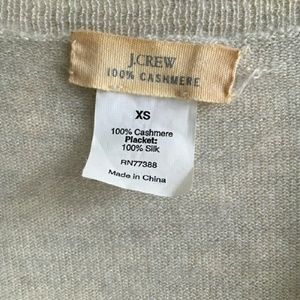 J.CREW
100% CASHMERE
XS
100% Cashmere
Placket:
100% Silk
RN77388
Made in China